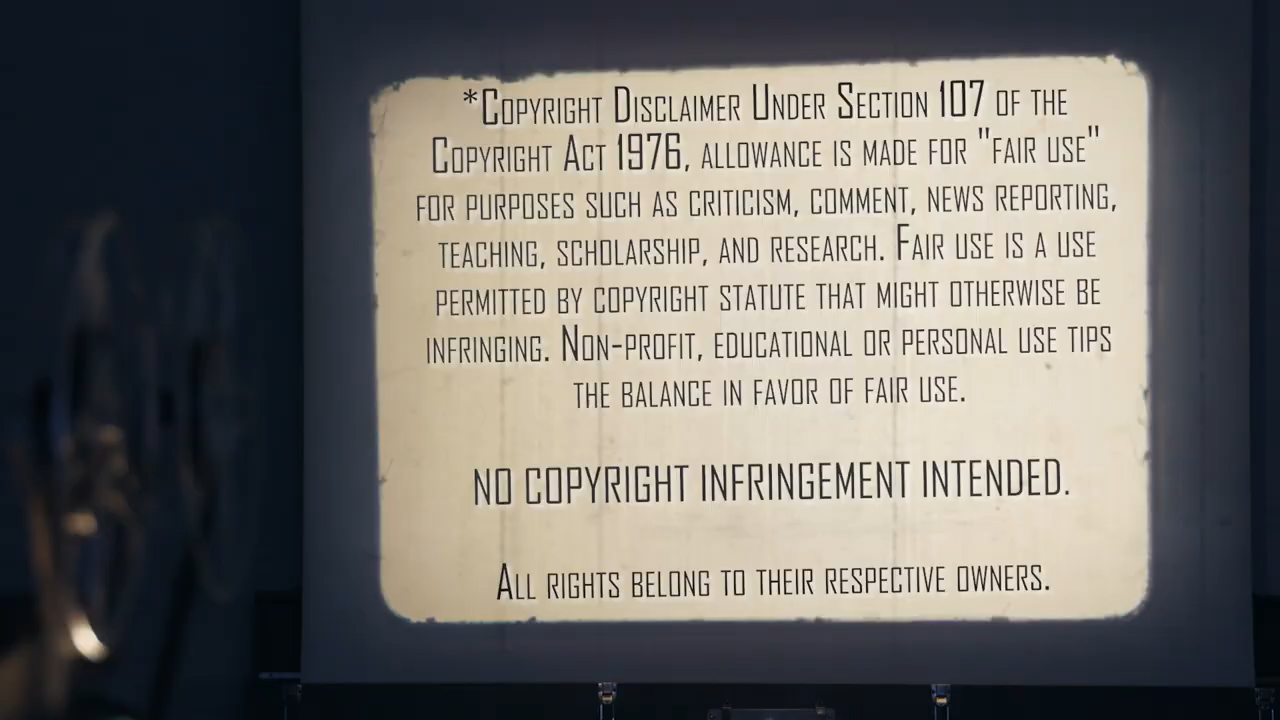 *Copyright Disclaimer Under Section 107 of the
Copyright Act 1976, allowance is made for "fair use"
for purposes such as criticism, comment, news reporting,
teaching, scholarship, and research. Fair use is a use
permitted by copyright statute that might otherwise be
infringing. Non-profit, educational or personal use tips
the balance in favor of fair use.
NO COPYRIGHT INFRINGEMENT INTENDED.
All rights belong to their respective owners.